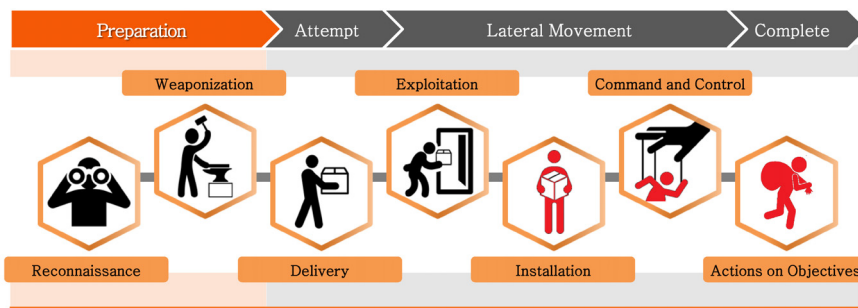 Preparation
Attempt
Lateral Movement
Complete
Weaponization
Exploitation
Command and Control
Reconnaissance
Delivery
Installation
Actions on Objectives